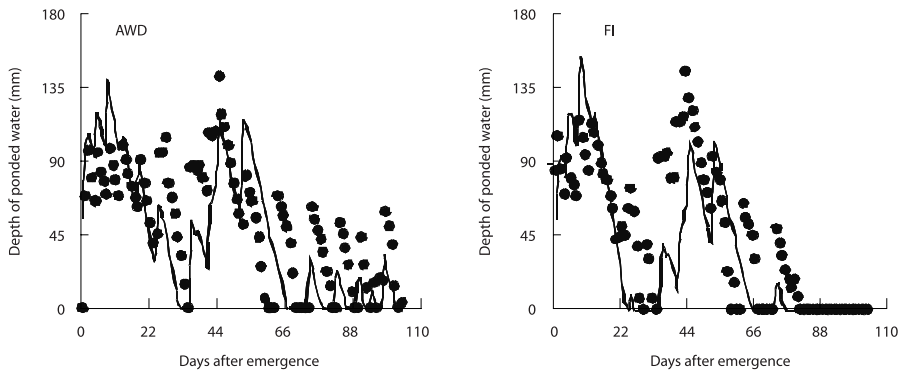 AWD
Depth of ponded water (mm)
180
135
90
45
0
0 22 44 66 88 110
Days after emergence
FI
Depth of ponded water (mm)
180
135
90
45
0
0 22 44 66 88 110
Days after emergence